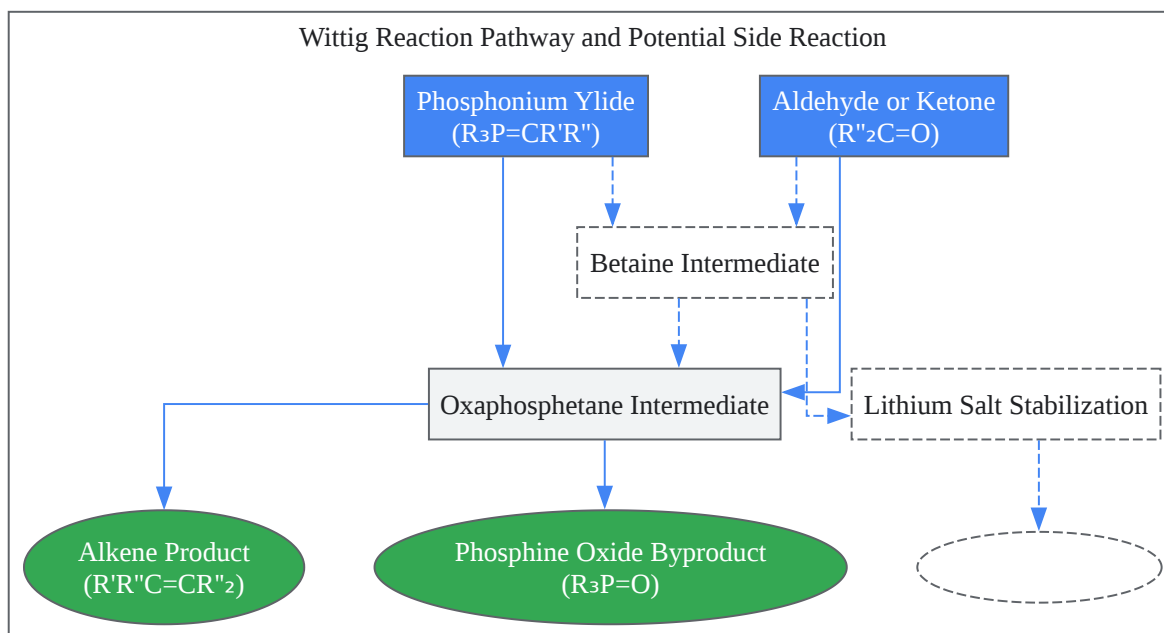 Wittig Reaction Pathway and Potential Side Reaction
Phosphonium Ylide
(R₃P=CR'R")
Aldehyde or Ketone
(R"₂C=O)
Betaine Intermediate
Oxaphosphetane Intermediate
Lithium Salt Stabilization
Alkene Product
(R'R"C=CR"₂)
Phosphine Oxide Byproduct
(R₃P=O)